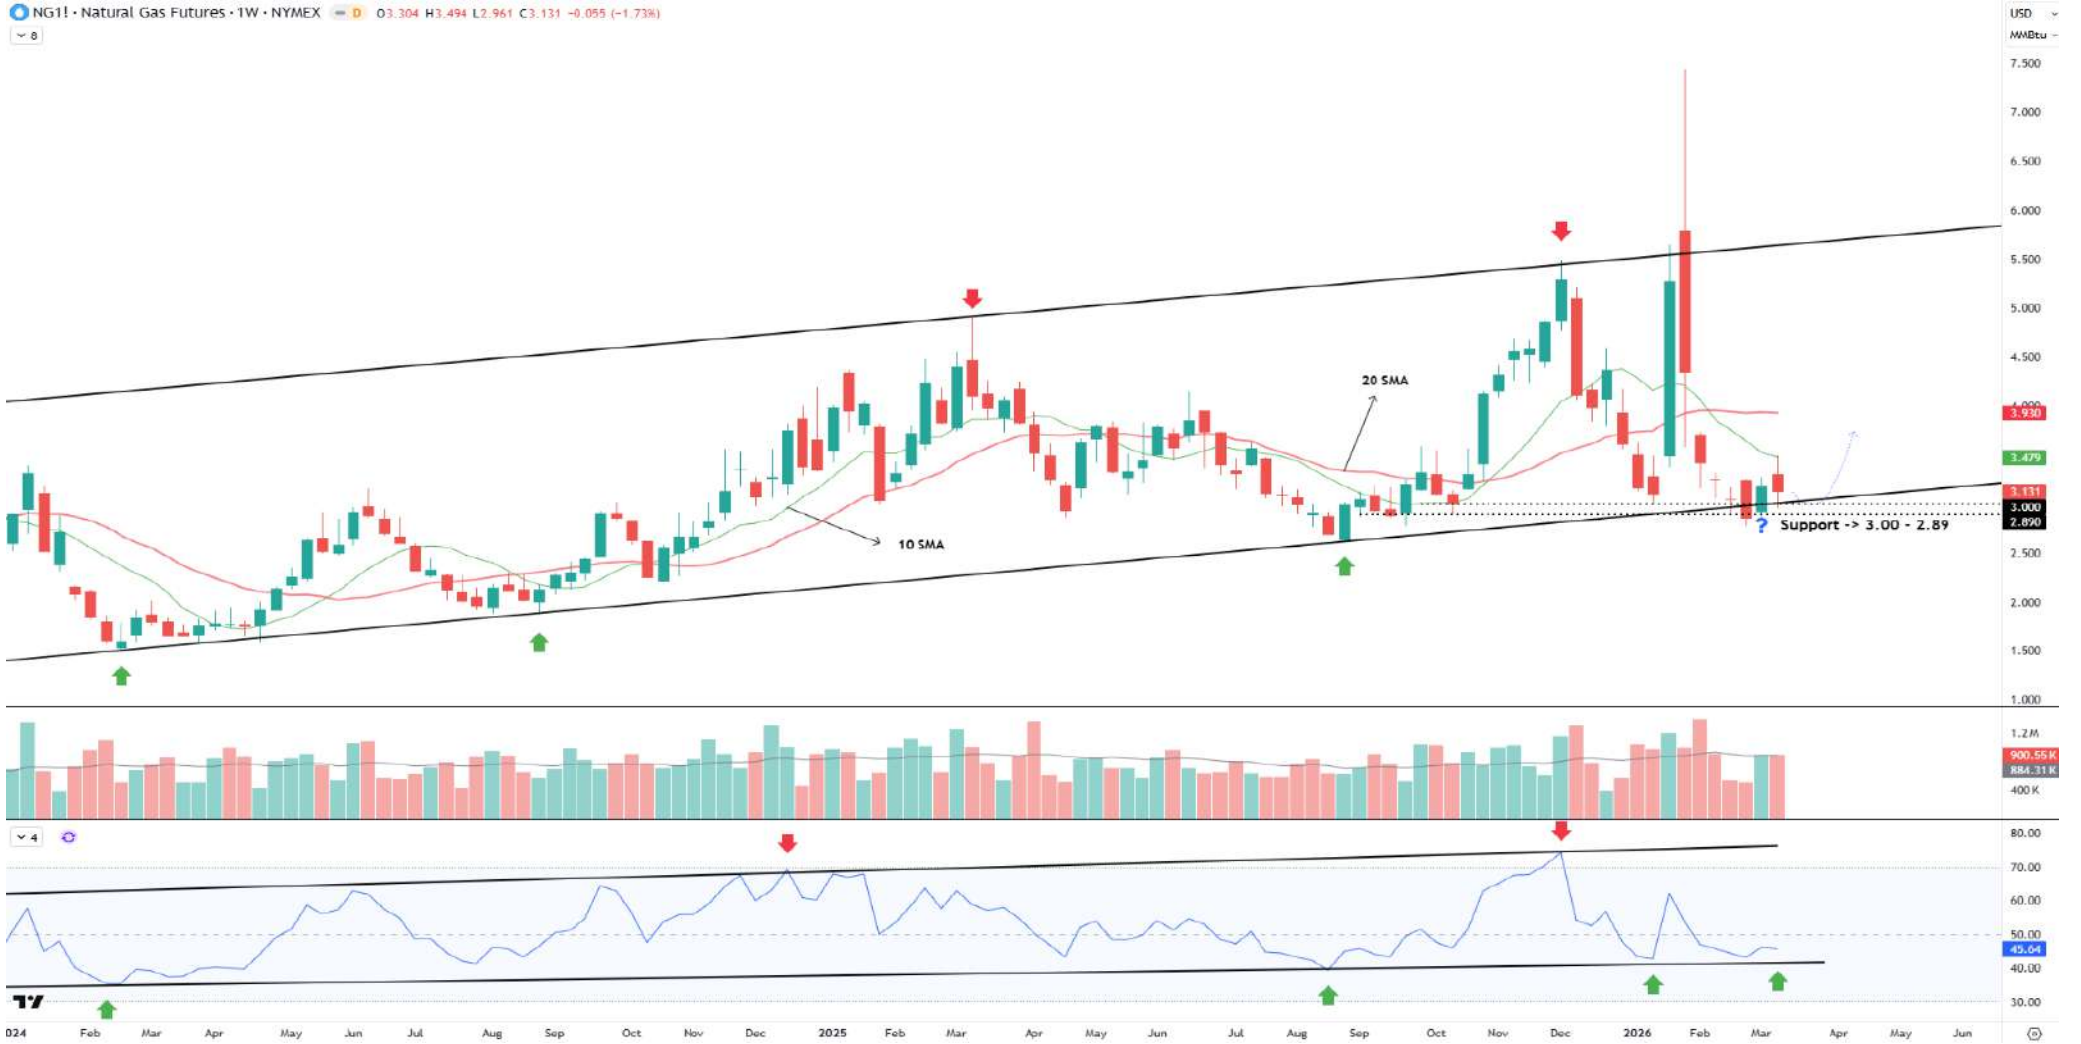 NG1! · Natural Gas Futures · 1W · NYMEX D O3.304 H3.494 L2.961 C3.131 -0.055 (-1.73%)
8
USD
MMBtu
7.500
7.000
6.500
6.000
5.500
5.000
4.500
20 SMA
3.930
3.479
3.131
3.000
2.890
? Support -> 3.00 - 2.89
10 SMA
2.500
2.000
1.500
1.000
1.2M
900.55K
884.31K
400K
4
80.00
70.00
60.00
50.00
45.64
40.00
30.00
024 Feb Mar Apr May Jun Jul Aug Sep Oct Nov Dec 2025 Feb Mar Apr May Jun Jul Aug Sep Oct Nov Dec 2026 Feb Mar Apr May Jun